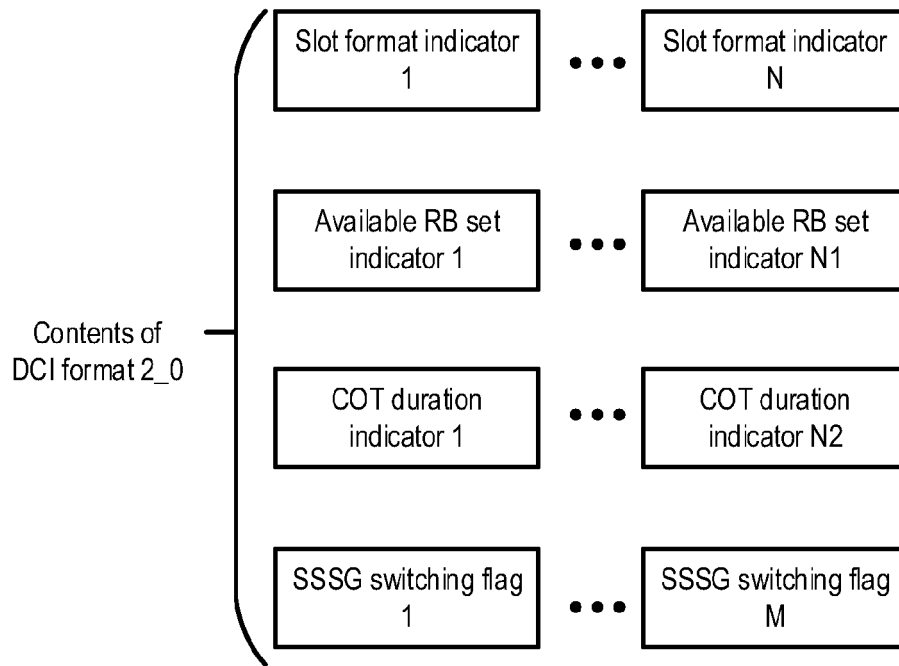 Slot format indicator
1
Slot format indicator
N
Available RB set
indicator 1
Available RB set
indicator N1
Contents of
DCI format 2_0
COT duration
indicator 1
COT duration
indicator N2
SSSG switching flag
1
SSSG switching flag
M